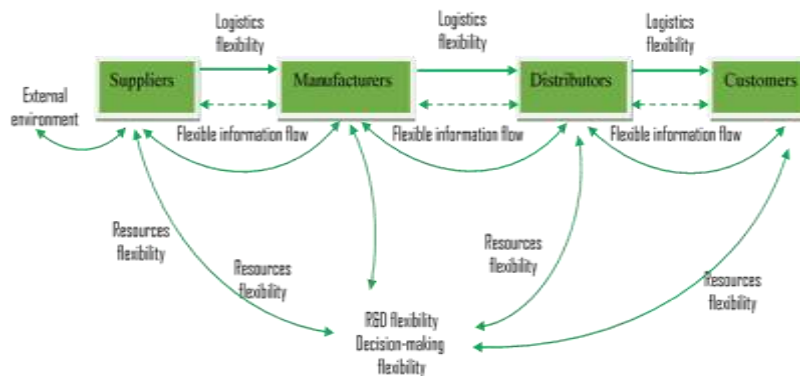 Logistics
flexibility
Logistics
flexibility
Logistics
flexibility
Suppliers
Manufacturers
Distributors
Customers
External
environment
Flexible information flow
Flexible information flow
Flexible information flow
Resources
flexibility
Resources
flexibility
Resources
flexibility
Resources
flexibility
R&D flexibility
Decision-making
flexibility